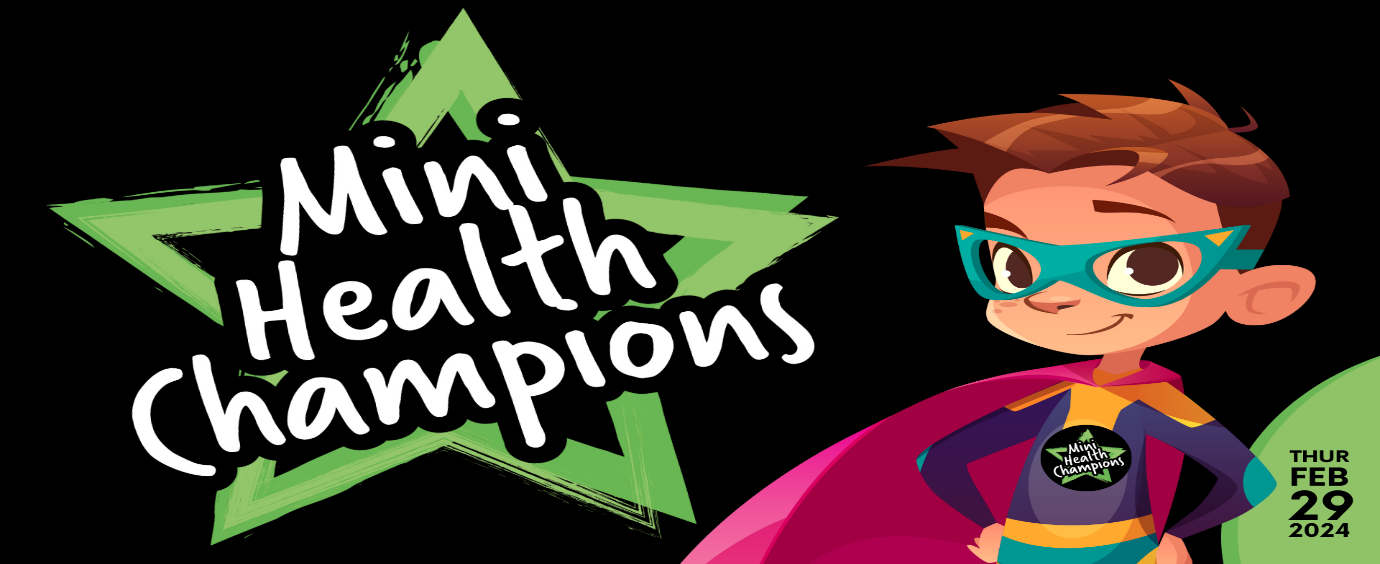 Mini
Health
Champions
Mini
Health
Champions
THUR
FEB
29
2024